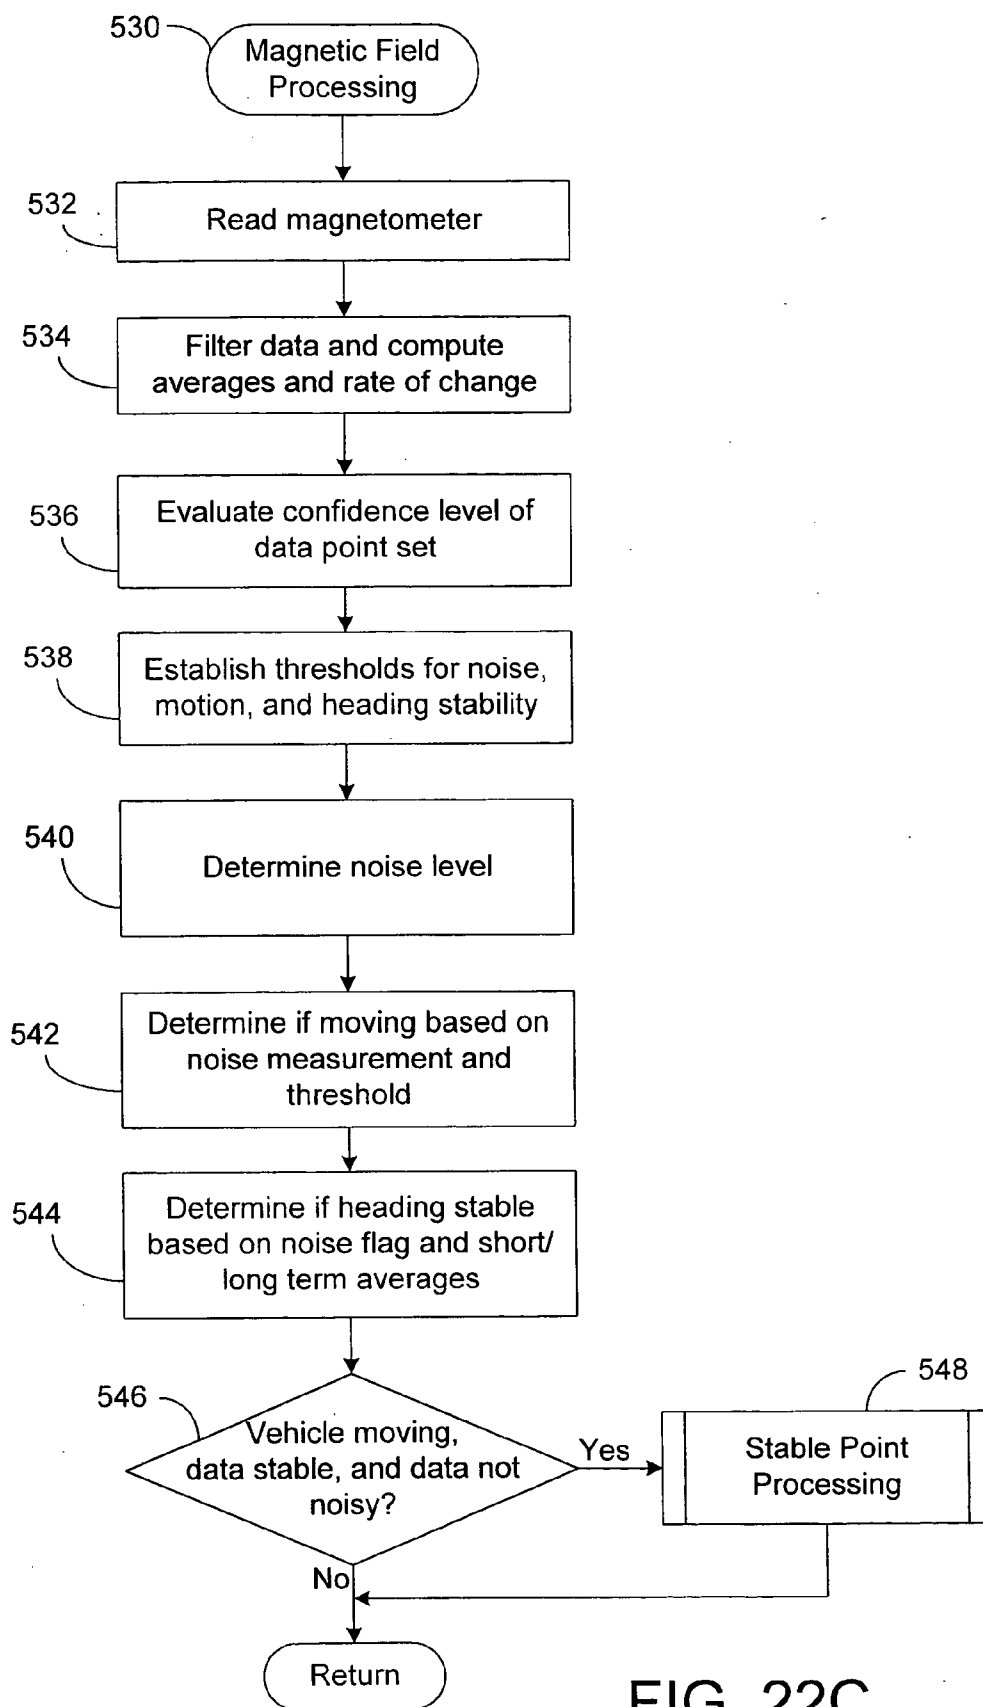 530
Magnetic Field
Processing
532
Read magnetometer
534
Filter data and compute
averages and rate of change
536
Evaluate confidence level of
data point set
538
Establish thresholds for noise,
motion, and heading stability
540
Determine noise level
542
Determine if moving based on
noise measurement and
threshold
544
Determine if heading stable
based on noise flag and short/
long term averages
546
Vehicle moving,
data stable, and data not
noisy?
Yes
548
Stable Point
Processing
No
Return
FIG. 22C